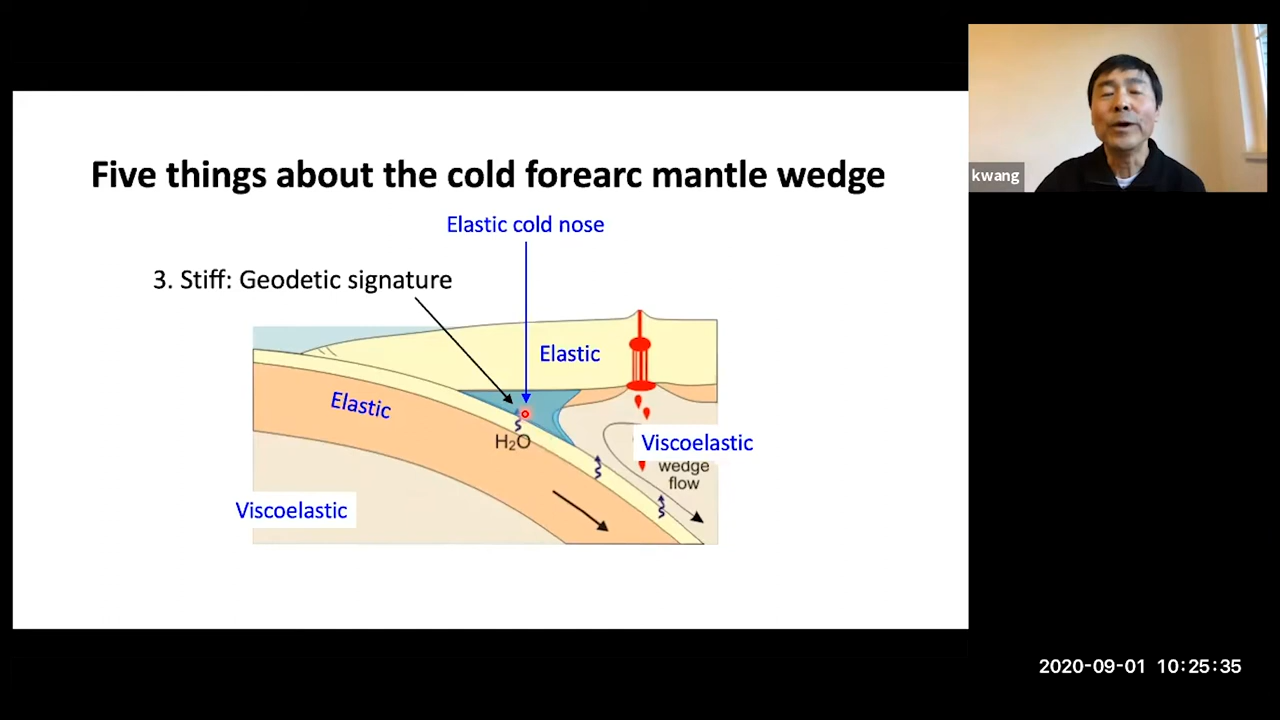 Five things about the cold forearc mantle wedge
kwang
Elastic cold nose
3. Stiff: Geodetic signature
Elastic
Elastic
H₂O
Viscoelastic
wedge
flow
Viscoelastic
2020-09-01 10:25:35